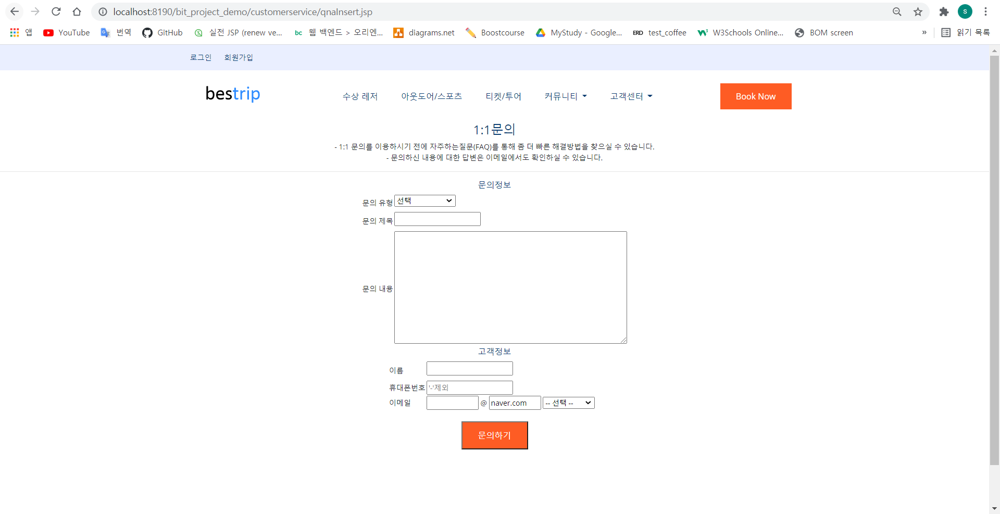 localhost:8190/bit_project_demo/customerservice/qnaInsert.jsp
S
앱 YouTube 번역 GitHub 실전 JSP (renew ve... bc 웹 백엔드 > 오리엔... diagrams.net Boostcourse MyStudy - Google... ERD test_coffee W3Schools Online... BOM screen » 읽기 목록
로그인 회원가입
bestrip 수상 레저 아웃도어/스포츠 티켓/투어 커뮤니티 고객센터 Book Now
1:1문의
- 1:1 문의를 이용하시기 전에 자주하는질문(FAQ)를 통해 좀 더 빠른 해결방법을 찾으실 수 있습니다.
- 문의하신 내용에 대한 답변은 이메일에서도 확인하실 수 있습니다.
문의정보
문의 유형 선택
문의 제목
문의 내용
고객정보
이름
휴대폰번호 '-'제외
이메일 @ naver.com -- 선택 --
문의하기